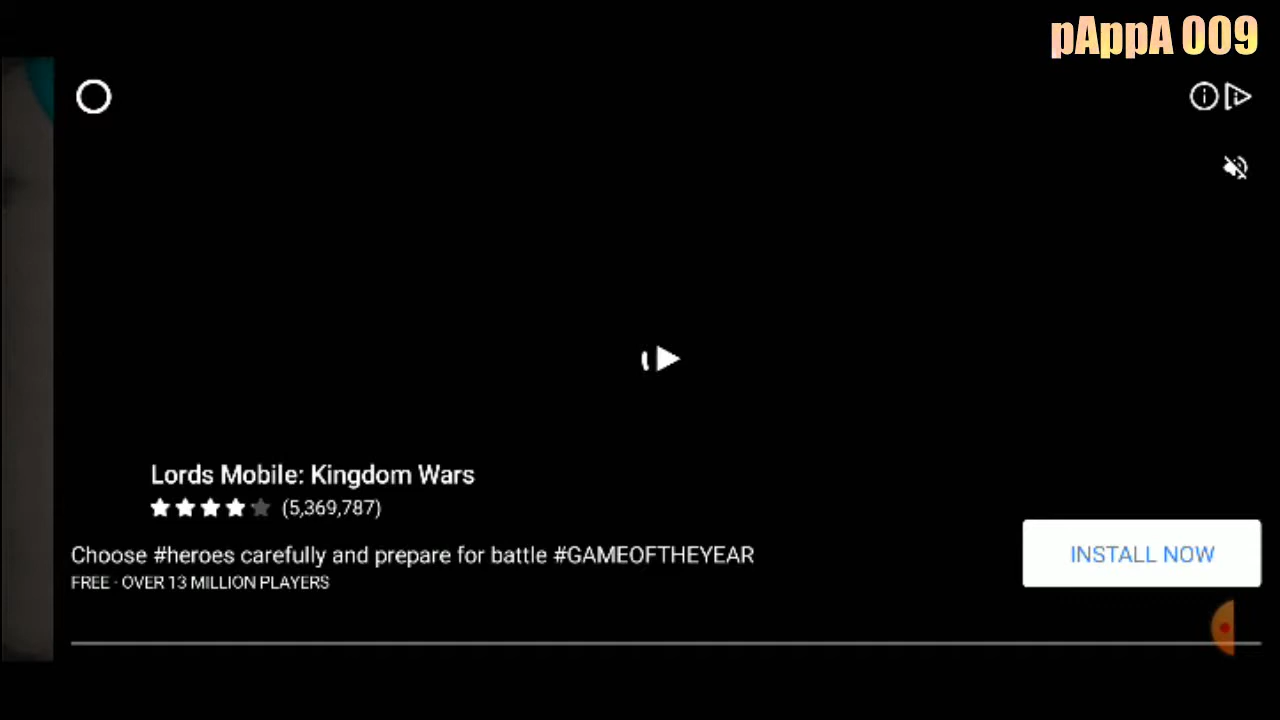 pAppA 009
Lords Mobile: Kingdom Wars
(5,369,787)
Choose #heroes carefully and prepare for battle #GAMEOFTHEYEAR
FREE · OVER 13 MILLION PLAYERS
INSTALL NOW